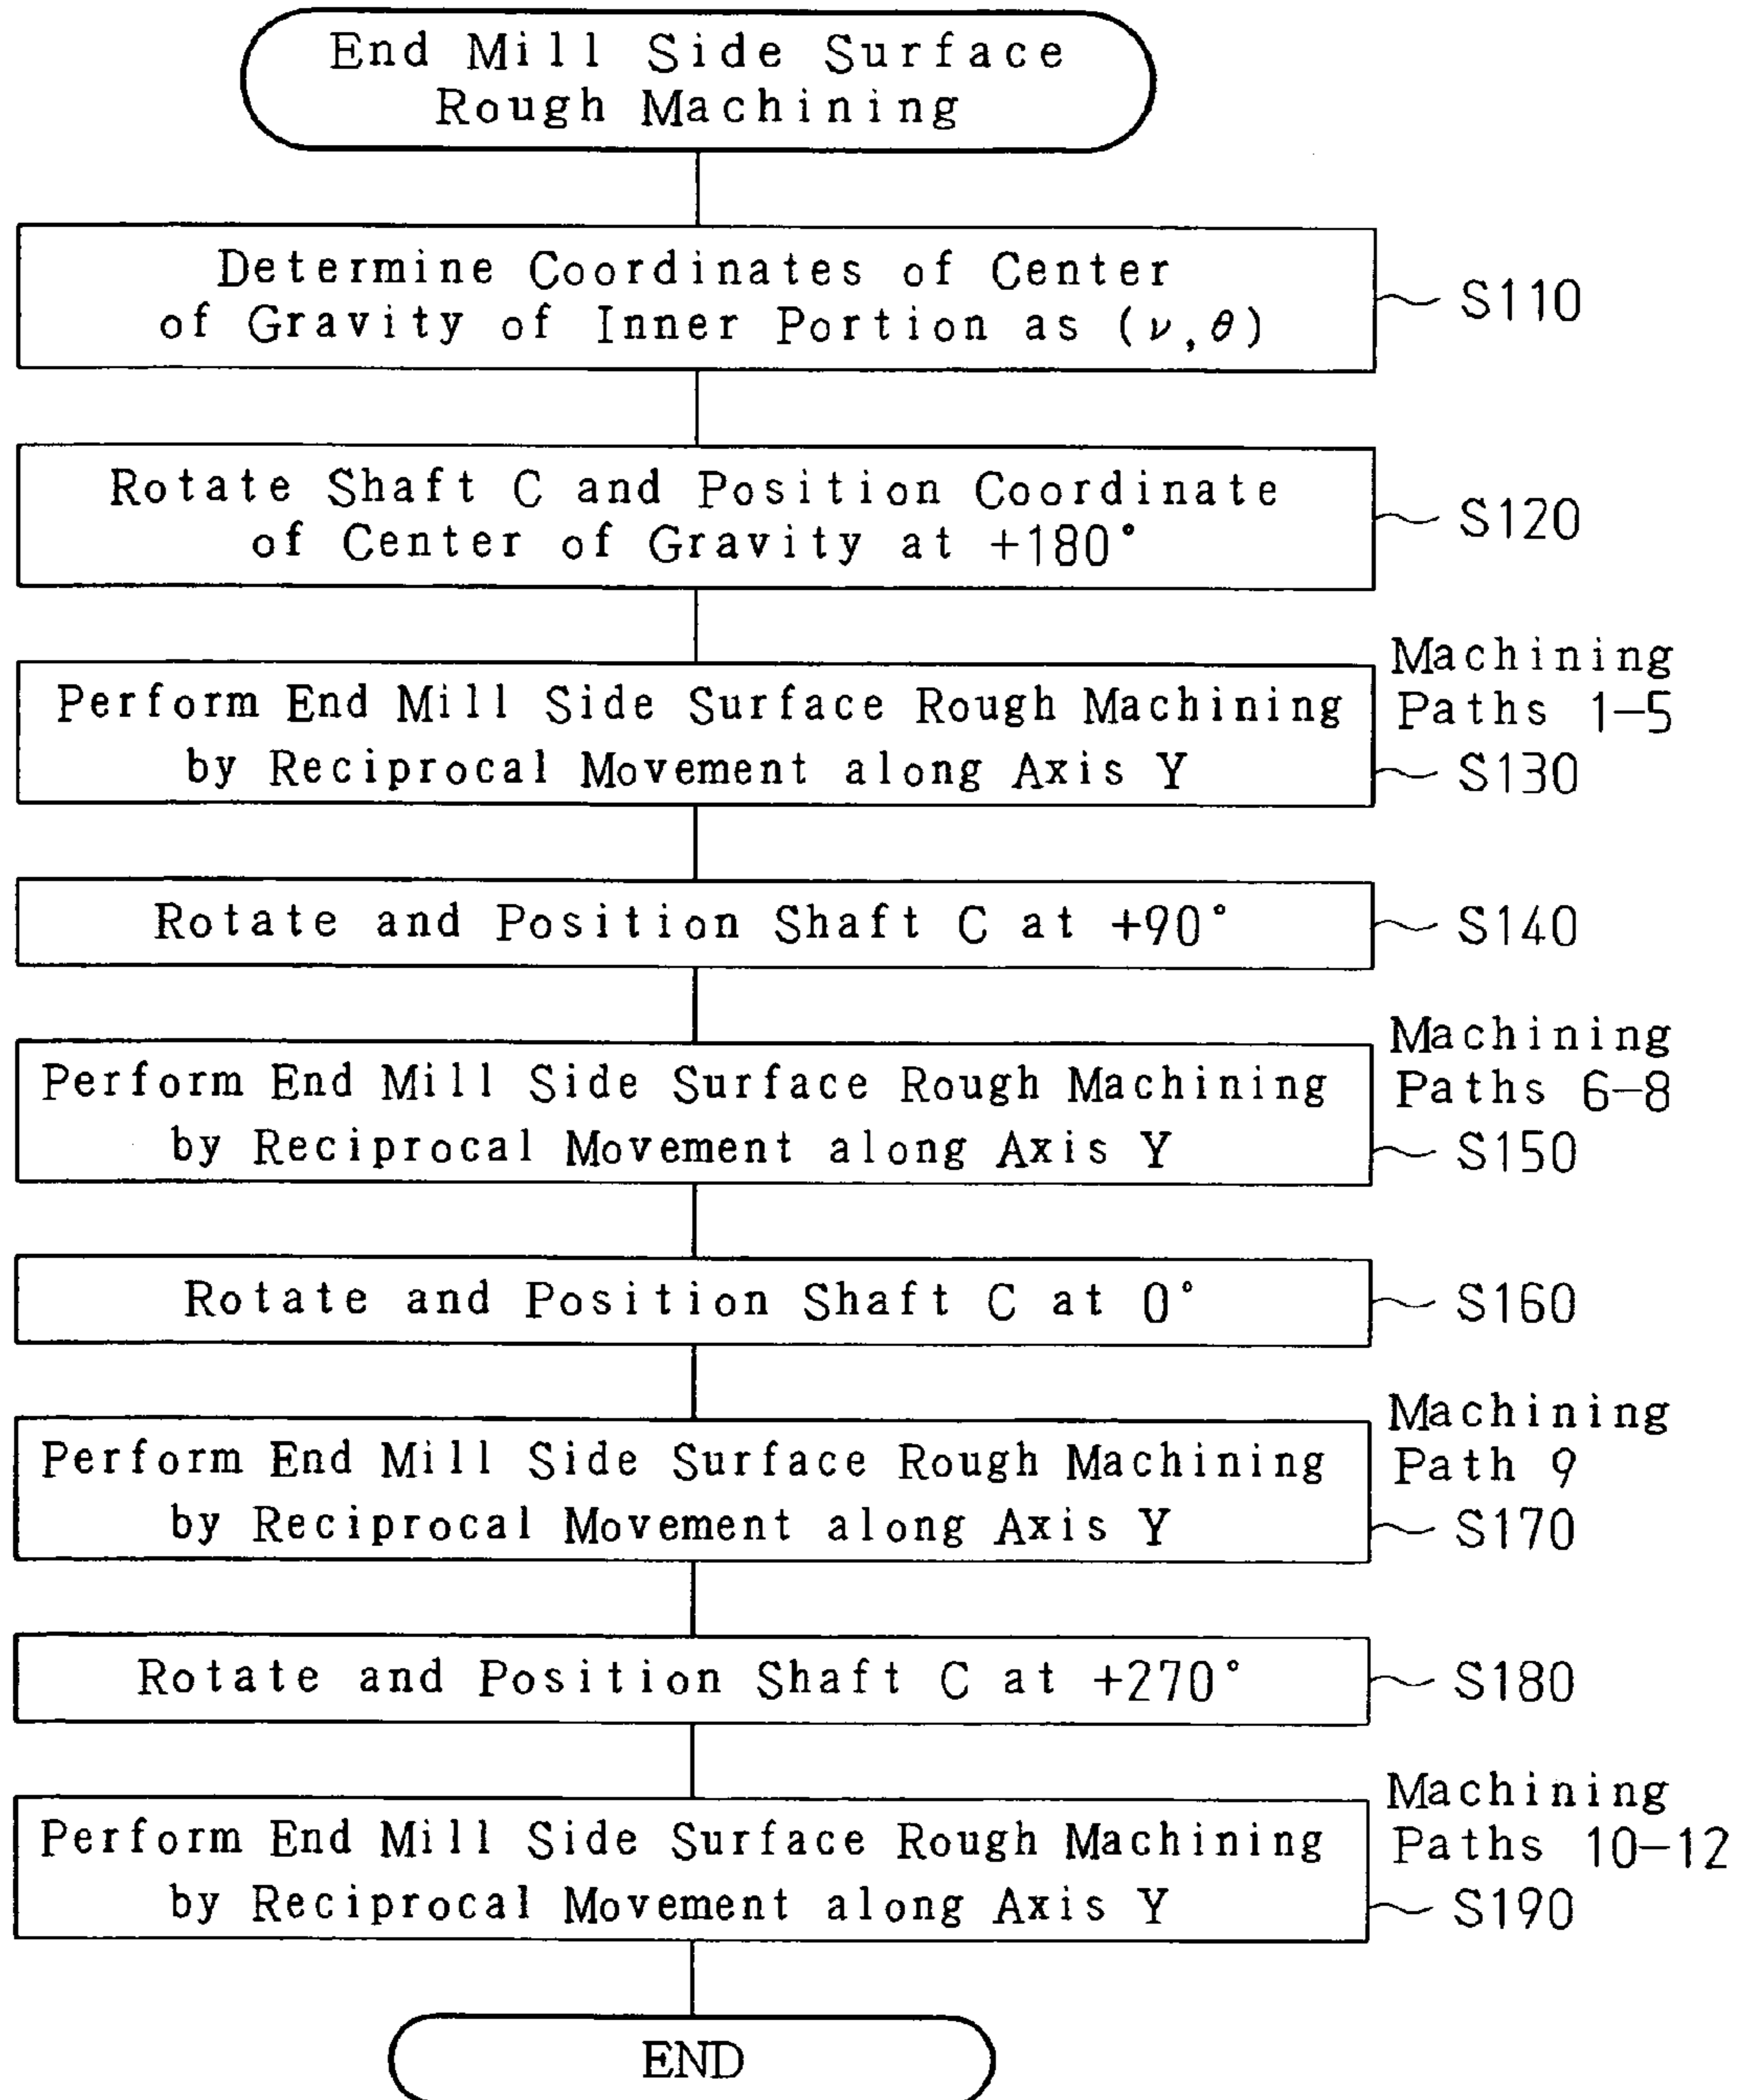 End Mill Side Surface
Rough Machining
Determine Coordinates of Center
of Gravity of Inner Portion as (ν,θ)
S110
Rotate Shaft C and Position Coordinate
of Center of Gravity at +180°
S120
Perform End Mill Side Surface Rough Machining
by Reciprocal Movement along Axis Y
Machining
Paths 1-5
S130
Rotate and Position Shaft C at +90°
S140
Perform End Mill Side Surface Rough Machining
by Reciprocal Movement along Axis Y
Machining
Paths 6-8
S150
Rotate and Position Shaft C at 0°
S160
Perform End Mill Side Surface Rough Machining
by Reciprocal Movement along Axis Y
Machining
Path 9
S170
Rotate and Position Shaft C at +270°
S180
Perform End Mill Side Surface Rough Machining
by Reciprocal Movement along Axis Y
Machining
Paths 10-12
S190
END